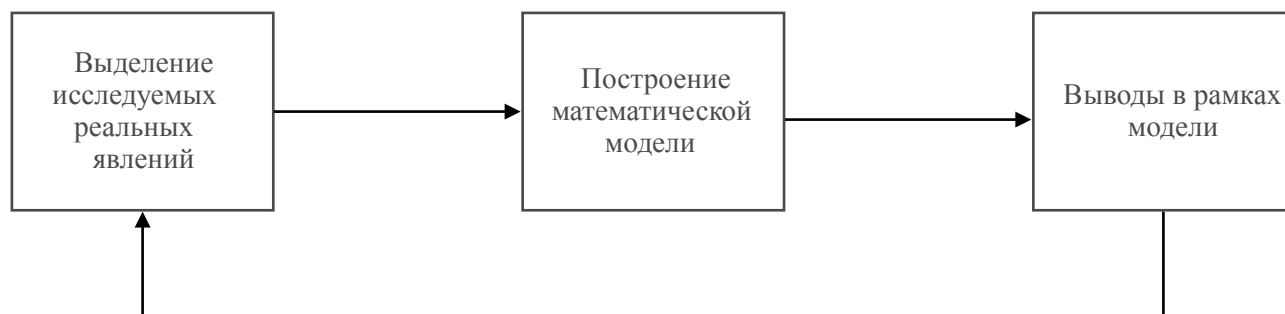 Выделение
исследуемых
реальных
явлений
Построение
математической
модели
Выводы в рамках
модели